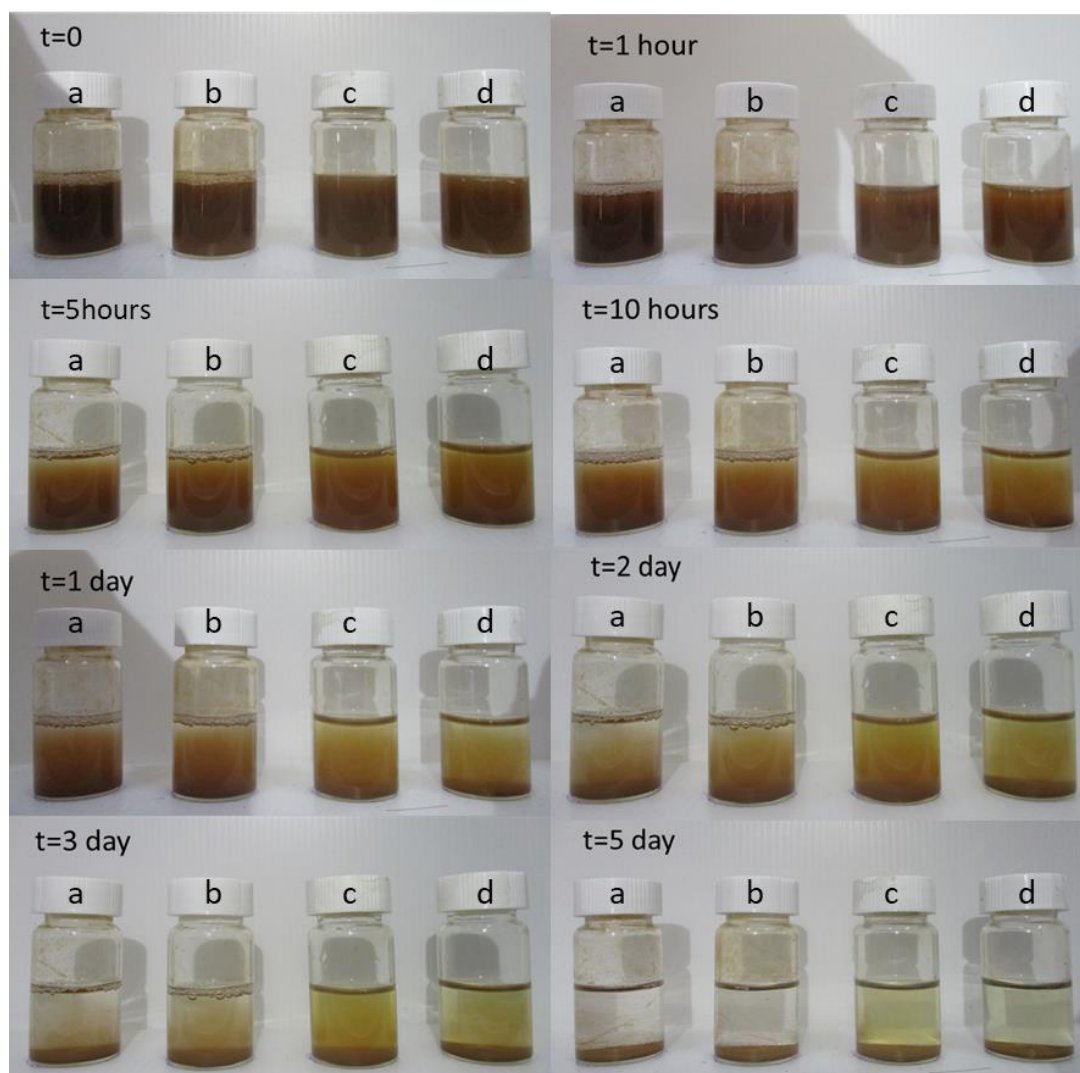 t=0
a b c d
t=1 hour
a b c d
t=5hours
a b c d
t=10 hours
a b c d
t=1 day
a b c d
t=2 day
a b c d
t=3 day
a b c d
t=5 day
a b c d